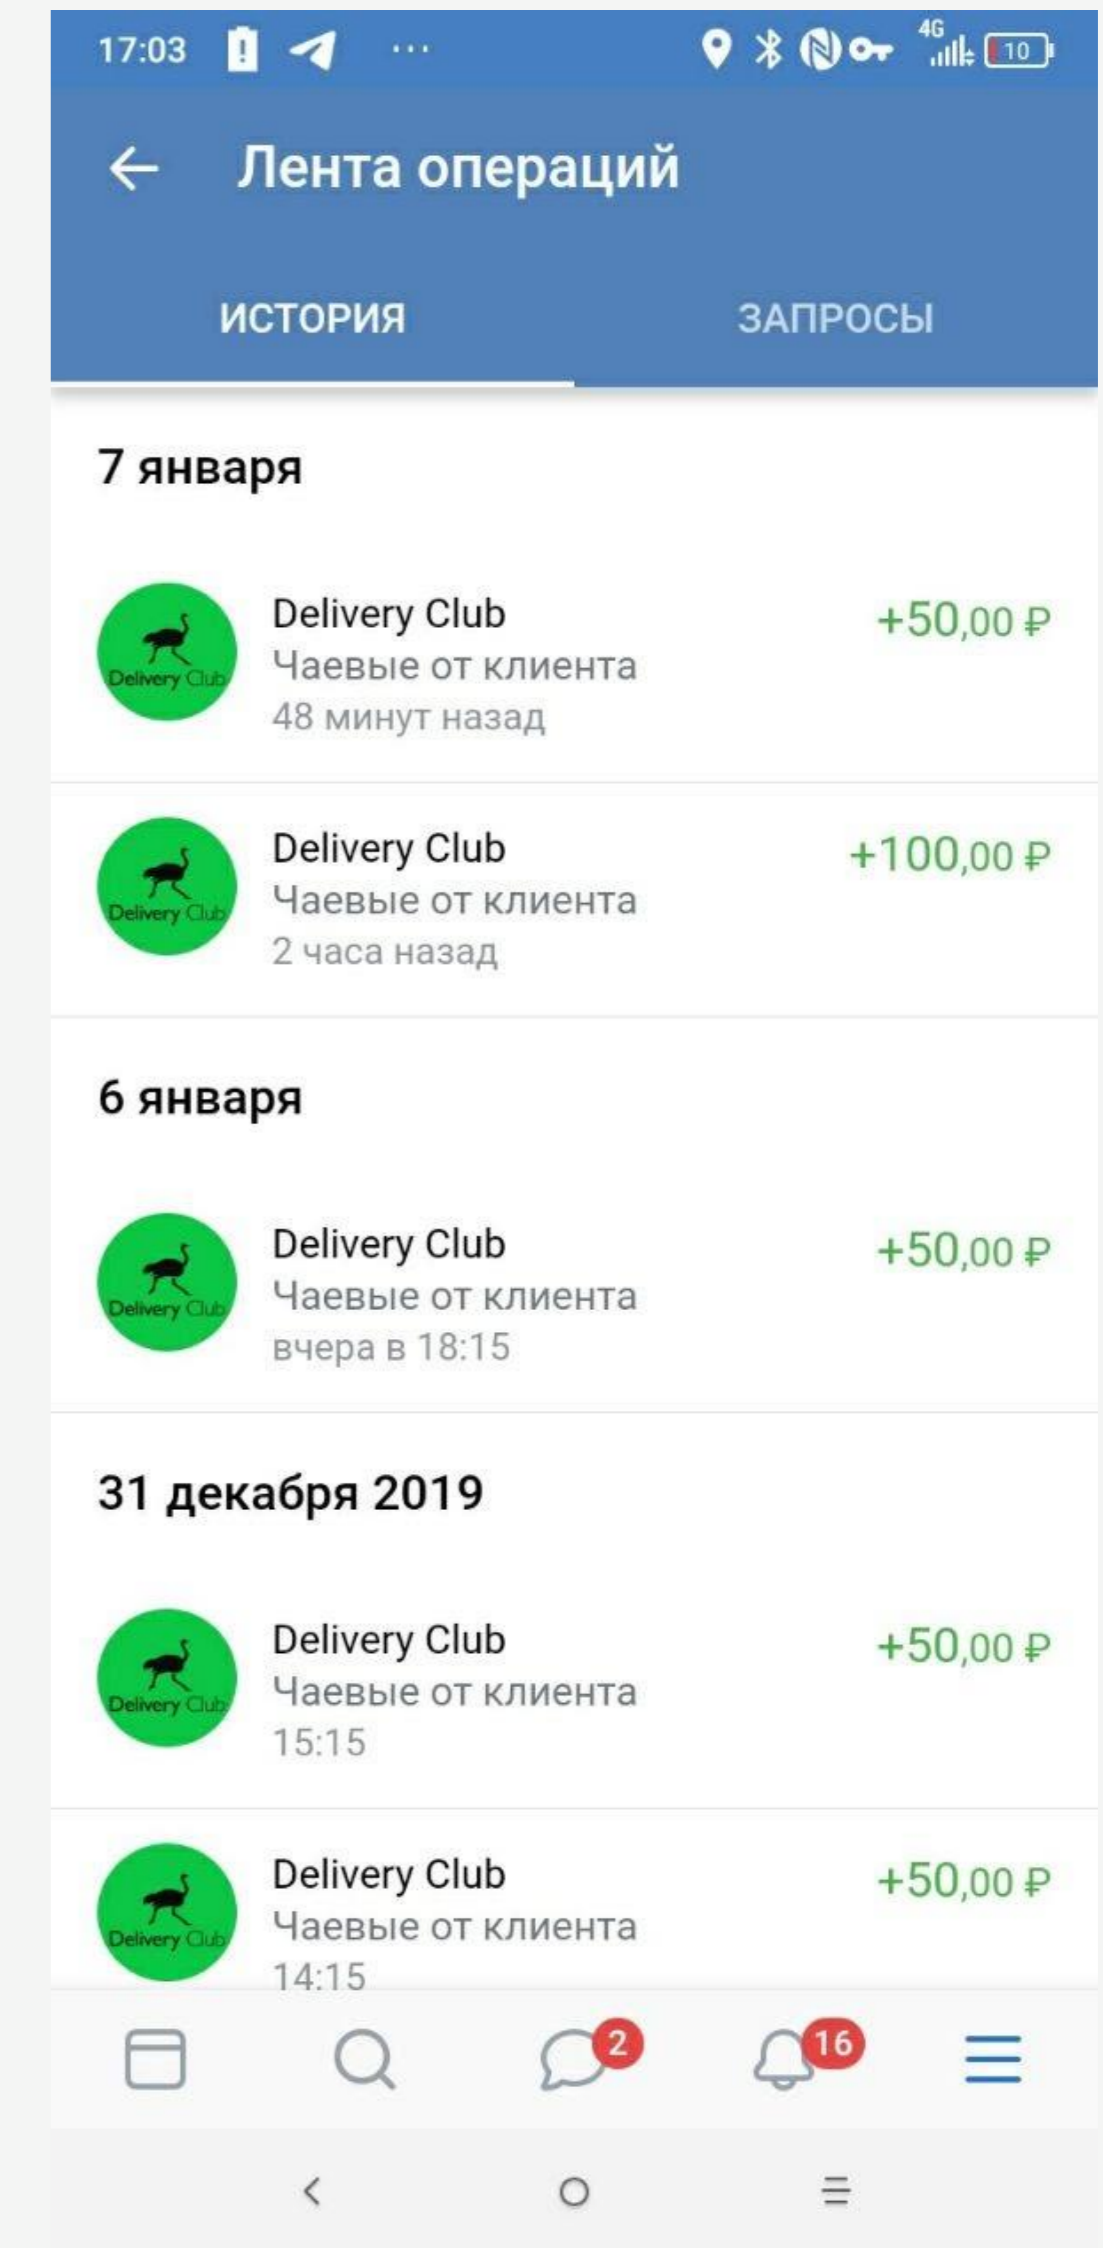 17:03 ... 4G 10
Лента операций
ИСТОРИЯ ЗАПРОСЫ
7 января
Delivery Club +50,00 ₽
Чаевые от клиента
Delivery Club
48 минут назад
Delivery Club +100,00 ₽
Чаевые от клиента
Delivery Club
2 часа назад
6 января
Delivery Club +50,00 ₽
Чаевые от клиента
Delivery Club
вчера в 18:15
31 декабря 2019
Delivery Club +50,00 ₽
Чаевые от клиента
Delivery Club
15:15
Delivery Club +50,00 ₽
Чаевые от клиента
Delivery Club
14:15
2 16